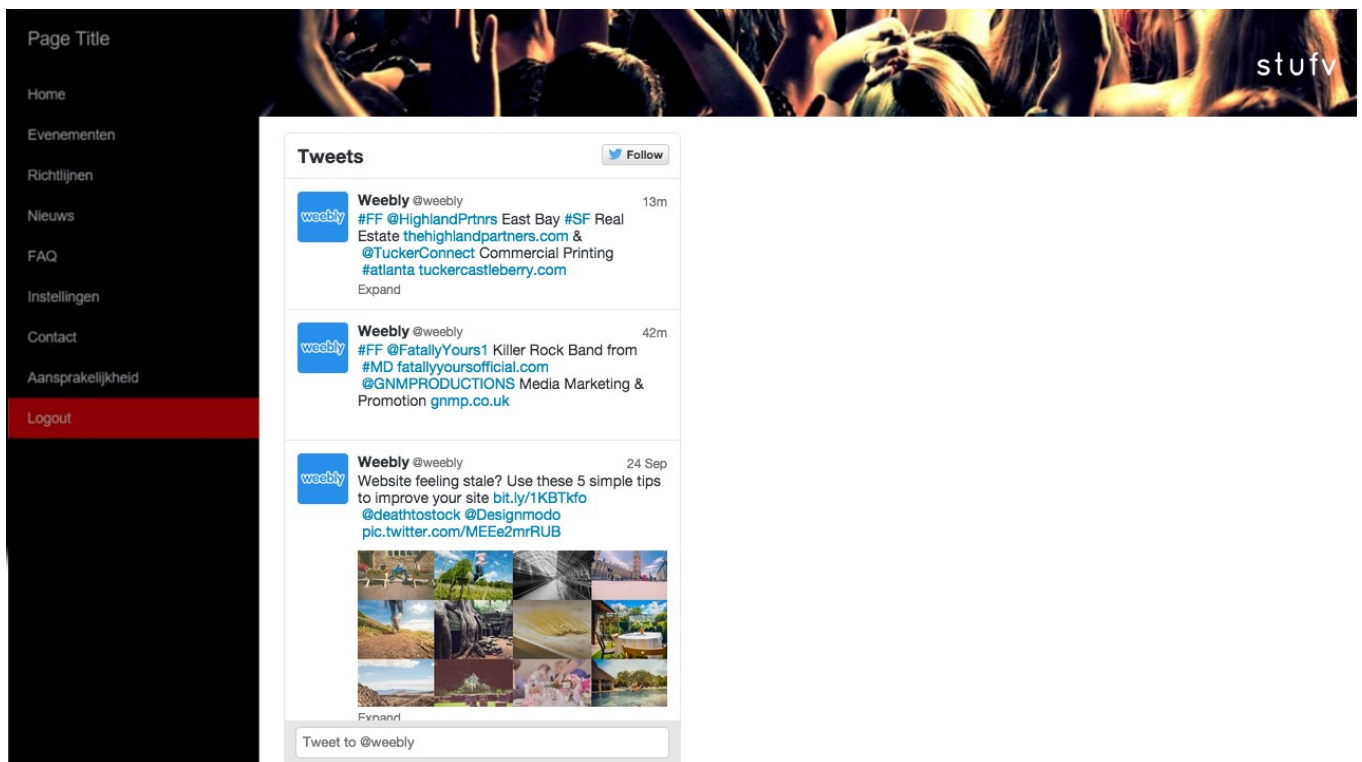 Page Title
stufv
Home
Evenementen
Richtlijnen
Nieuws
FAQ
Instellingen
Contact
Aansprakelijkheid
Logout
Tweets
Follow
weebly
Weebly @weebly 13m
#FF @HighlandPrtnrs East Bay #SF Real
Estate thehighlandpartners.com &
@TuckerConnect Commercial Printing
#atlanta tuckercastleberry.com
Expand
weebly
Weebly @weebly 42m
#FF @FatallyYours1 Killer Rock Band from
#MD fatallyyoursofficial.com
@GNMPRODUCTIONS Media Marketing &
Promotion gnmp.co.uk
weebly
Weebly @weebly 24 Sep
Website feeling stale? Use these 5 simple tips
to improve your site bit.ly/1KBTkfo
@deathtostock @Designmodo
pic.twitter.com/MEEe2mrRUB
Expand
Tweet to @weebly